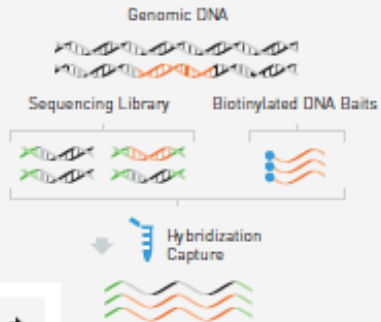 Genomic DNA
Sequencing Library
Biotinylated DNA Baits
Hybridization
Capture